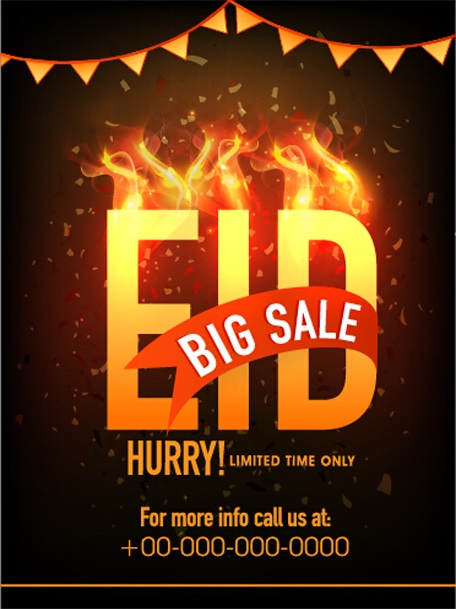 EID
BIG SALE
HURRY! LIMITED TIME ONLY
For more info call us at:
+00-000-000-0000